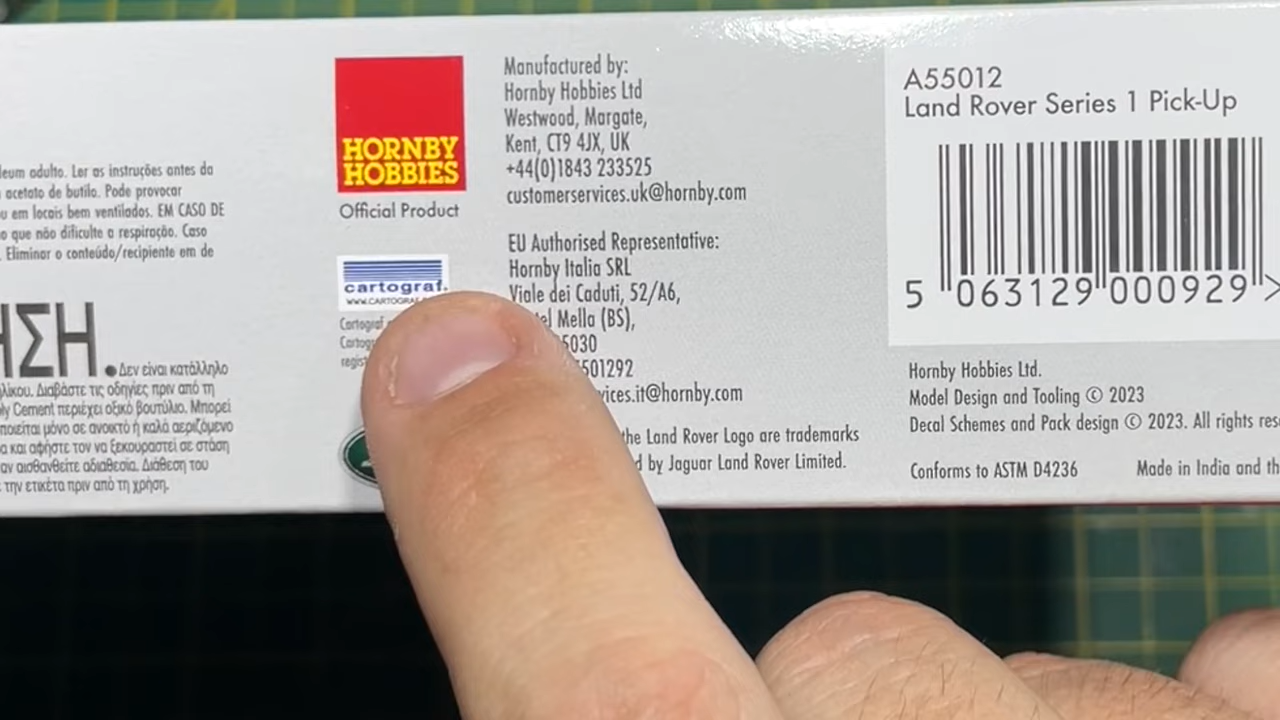 leum adulto. Ler as instruções antes da
acetato de butilo. Pode provocar
u em locais bem ventilados. EM CASO DE
o que não dificulte a respiração. Caso
. Eliminar o conteúdo/recipiente em de
ΗΣΗ. Δεν είναι κατάλληλο
ηλίκου. Διαβάστε τις οδηγίες πριν από τη
ly Cement περιέχει οξικό βουτύλιο. Μπορεί
ποιείται μόνο σε ανοικτό ή καλά αεριζόμενο
α και αφήστε τον να ξεκουραστεί σε στάση
αν αισθανθείτε αδιαθεσία. Διάθεση του
την ετικέτα πριν από τη χρήση.
HORNBY
HOBBIES
Official Product
cartograf.
WWW.CARTOGRAF
Cartograf
Cartog
regist
Manufactured by:
Hornby Hobbies Ltd
Westwood, Margate,
Kent, CT9 4JX, UK
+44(0)1843 233525
customerservices.uk@hornby.com
EU Authorised Representative:
Hornby Italia SRL
Viale dei Caduti, 52/A6,
el Mella (BS),
5030
501292
vices.it@hornby.com
the Land Rover Logo are trademarks
d by Jaguar Land Rover Limited.
A55012
Land Rover Series 1 Pick-Up
5 063129 000929 >
Hornby Hobbies Ltd.
Model Design and Tooling © 2023
Decal Schemes and Pack design © 2023. All rights res
Conforms to ASTM D4236 Made in India and th